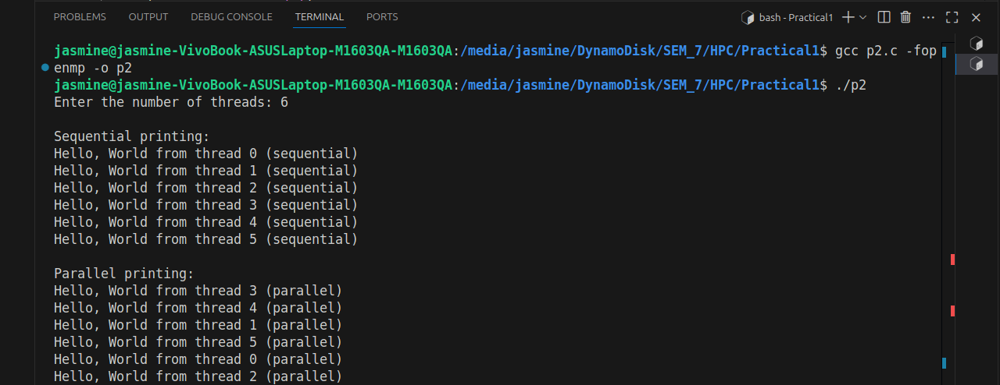 PROBLEMS OUTPUT DEBUG CONSOLE TERMINAL PORTS bash - Practical1
jasmine@jasmine-VivoBook-ASUSLaptop-M1603QA-M1603QA:/media/jasmine/DynamoDisk/SEM_7/HPC/Practical1$ gcc p2.c -fop
enmp -o p2
jasmine@jasmine-VivoBook-ASUSLaptop-M1603QA-M1603QA:/media/jasmine/DynamoDisk/SEM_7/HPC/Practical1$ ./p2
Enter the number of threads: 6
Sequential printing:
Hello, World from thread 0 (sequential)
Hello, World from thread 1 (sequential)
Hello, World from thread 2 (sequential)
Hello, World from thread 3 (sequential)
Hello, World from thread 4 (sequential)
Hello, World from thread 5 (sequential)
Parallel printing:
Hello, World from thread 3 (parallel)
Hello, World from thread 4 (parallel)
Hello, World from thread 1 (parallel)
Hello, World from thread 5 (parallel)
Hello, World from thread 0 (parallel)
Hello, World from thread 2 (parallel)